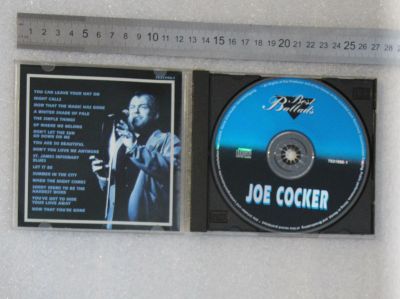 1 2 3 4 5 6 7 8 9 10 11 12 13 14 15 16 17 18 19 20 21 22 23 24 25 26 27 28
YOU CAN LEAVE YOUR HAT ON
NIGHT CALLS
NOW THAT THE MAGIC HAS GONE
A WHITER SHADE OF PALE
THE SIMPLE THINGS
UP WHERE WE BELONG
DON'T LET THE SUN
GO DOWN ON ME
YOU ARE SO BEAUTIFUL
DON'T YOU LOVE ME ANYMORE
ST. JAMES INFIRMARY
BLUES
LET IT BE
SUMMER IN THE CITY
WHEN THE NIGHT COMES
SORRY SEEMS TO BE THE
HARDEST WORD
YOU'VE GOT TO HIDE
YOUR LOVE AWAY
NOW THAT YOU'RE GONE
Best
Ballads
JOE COCKER